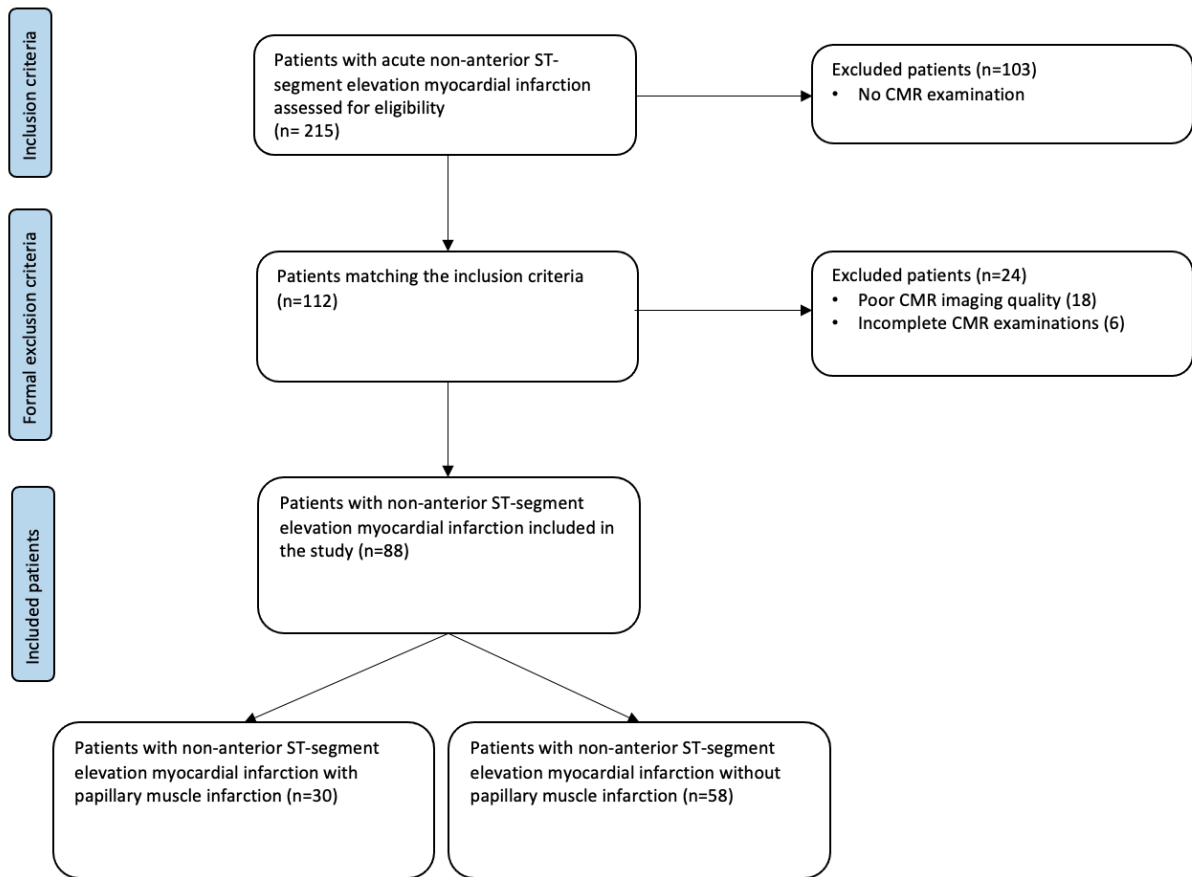 Inclusion criteria
Patients with acute non-anterior ST-
segment elevation myocardial infarction
assessed for eligibility
(n= 215)
Excluded patients (n=103)
• No CMR examination
Formal exclusion criteria
Patients matching the inclusion criteria
(n=112)
Excluded patients (n=24)
• Poor CMR imaging quality (18)
• Incomplete CMR examinations (6)
Included patients
Patients with non-anterior ST-segment
elevation myocardial infarction included in
the study (n=88)
Patients with non-anterior ST-segment
elevation myocardial infarction with
papillary muscle infarction (n=30)
Patients with non-anterior ST-segment
elevation myocardial infarction without
papillary muscle infarction (n=58)